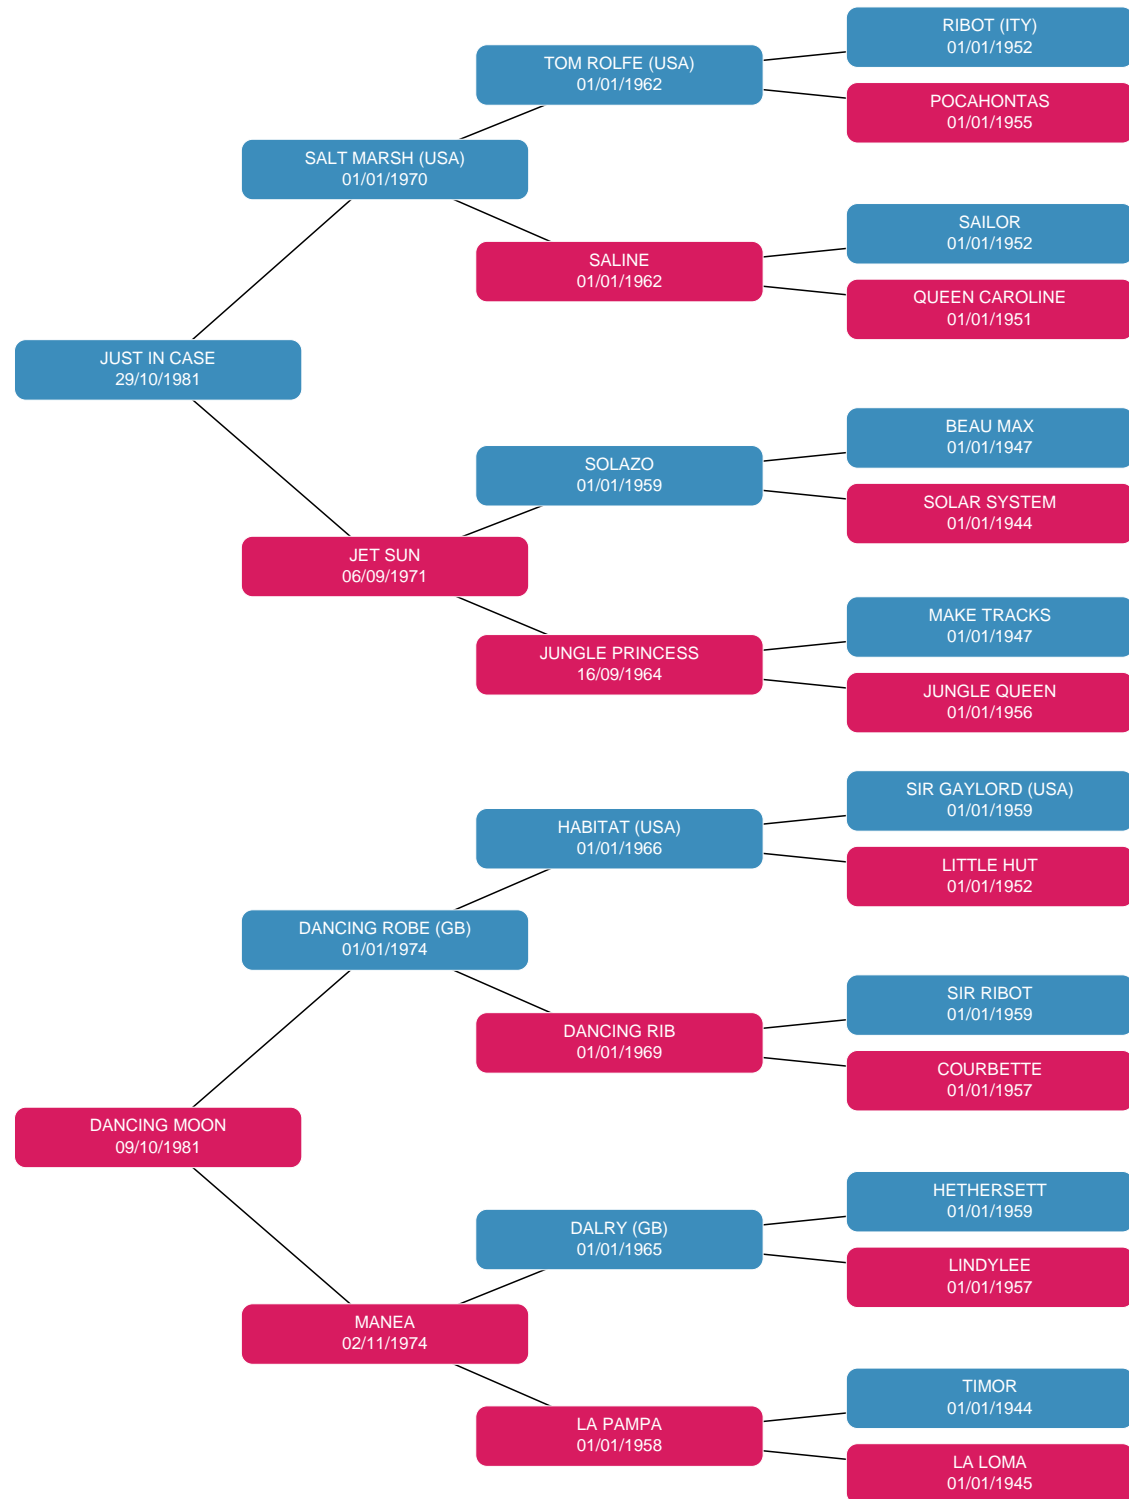 RIBOT (ITY)
01/01/1952
TOM ROLFE (USA)
01/01/1962
POCAHONTAS
01/01/1955
SALT MARSH (USA)
01/01/1970
SAILOR
01/01/1952
SALINE
01/01/1962
QUEEN CAROLINE
01/01/1951
JUST IN CASE
29/10/1981
BEAU MAX
01/01/1947
SOLAZO
01/01/1959
SOLAR SYSTEM
01/01/1944
JET SUN
06/09/1971
MAKE TRACKS
01/01/1947
JUNGLE PRINCESS
16/09/1964
JUNGLE QUEEN
01/01/1956
SIR GAYLORD (USA)
01/01/1959
HABITAT (USA)
01/01/1966
LITTLE HUT
01/01/1952
DANCING ROBE (GB)
01/01/1974
SIR RIBOT
01/01/1959
DANCING RIB
01/01/1969
COURBETTE
01/01/1957
DANCING MOON
09/10/1981
HETHERSETT
01/01/1959
DALRY (GB)
01/01/1965
LINDYLEE
01/01/1957
MANEA
02/11/1974
TIMOR
01/01/1944
LA PAMPA
01/01/1958
LA LOMA
01/01/1945